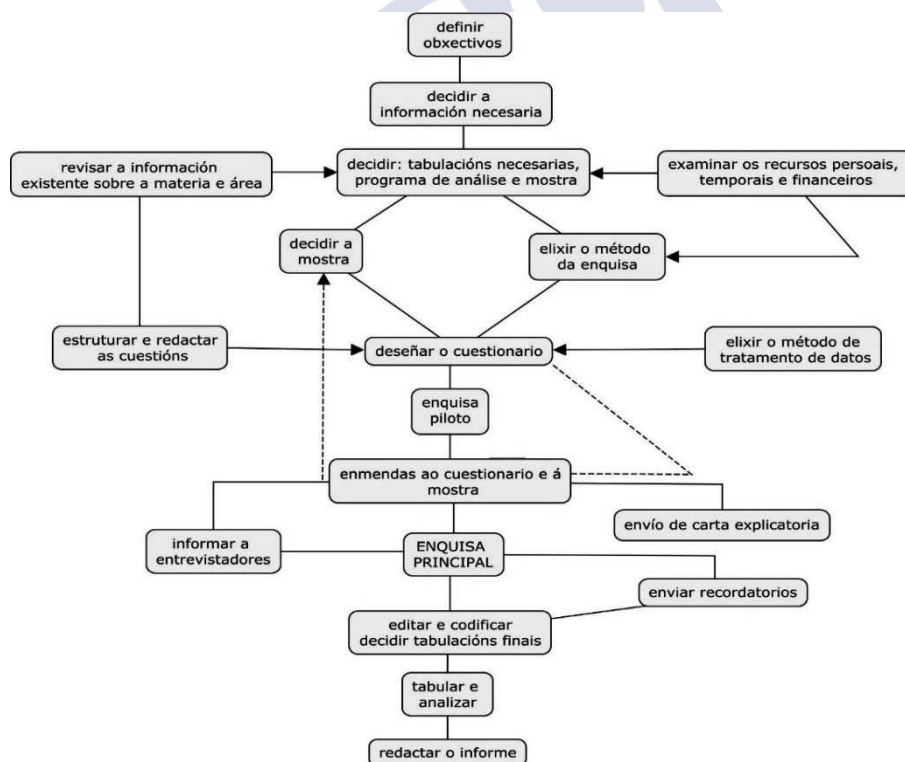 definir
obxectivos
decidir a
información necesaria
revisar a información
existente sobre a materia e área
decidir: tabulacións necesarias,
programa de análise e mostra
examinar os recursos persoais,
temporais e financeiros
decidir a
mostra
elixir o método
da enquisa
estruturar e redactar
as cuestións
deseñar o cuestionario
elixir o método de
tratamento de datos
enquisa
piloto
enmendas ao cuestionario e á
mostra
envío de carta explicatoria
informar a
entrevistadores
ENQUISA
PRINCIPAL
enviar recordatorios
editar e codificar
decidir tabulacións finais
tabular e
analizar
redactar o informe